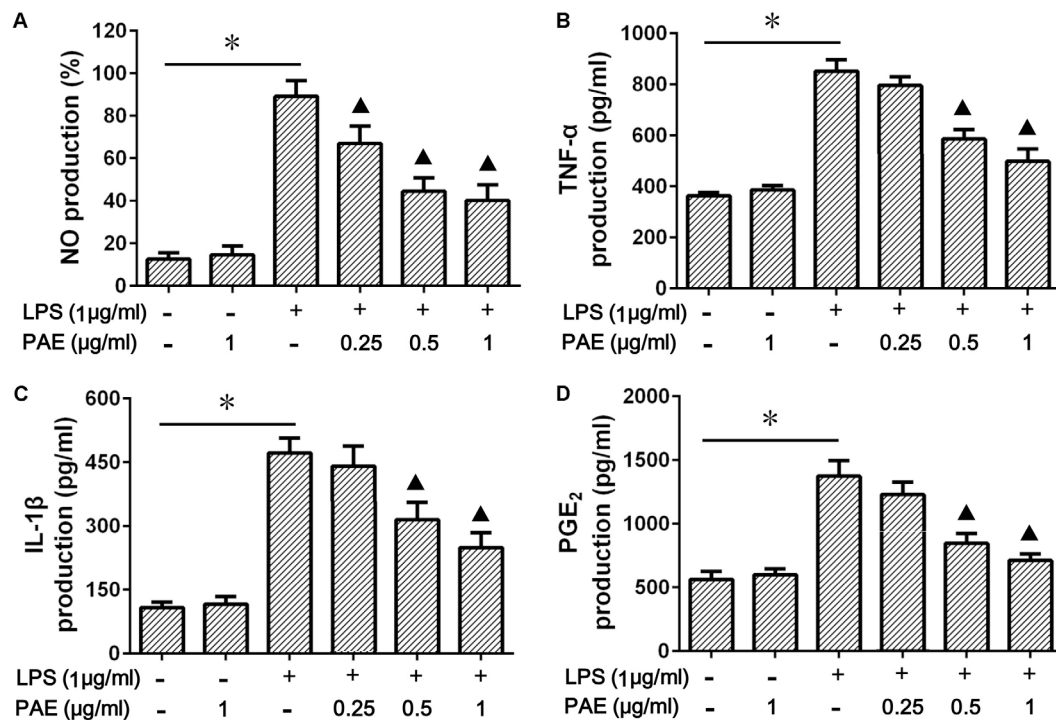 A
NO production (%)
120
100
80
60
40
20
0
*
▲ ▲ ▲
LPS (1μg/ml) - - + + + +
PAE (μg/ml) - 1 - 0.25 0.5 1
B
TNF-α
production (pg/ml)
1000
800
600
400
200
0
*
▲ ▲
LPS (1μg/ml) - - + + + +
PAE (μg/ml) - 1 - 0.25 0.5 1
C
IL-1β
production (pg/ml)
600
450
300
150
0
*
▲ ▲
LPS (1μg/ml) - - + + + +
PAE (μg/ml) - 1 - 0.25 0.5 1
D
PGE₂
production (pg/ml)
2000
1500
1000
500
0
*
▲ ▲
LPS (1μg/ml) - - + + + +
PAE (μg/ml) - 1 - 0.25 0.5 1